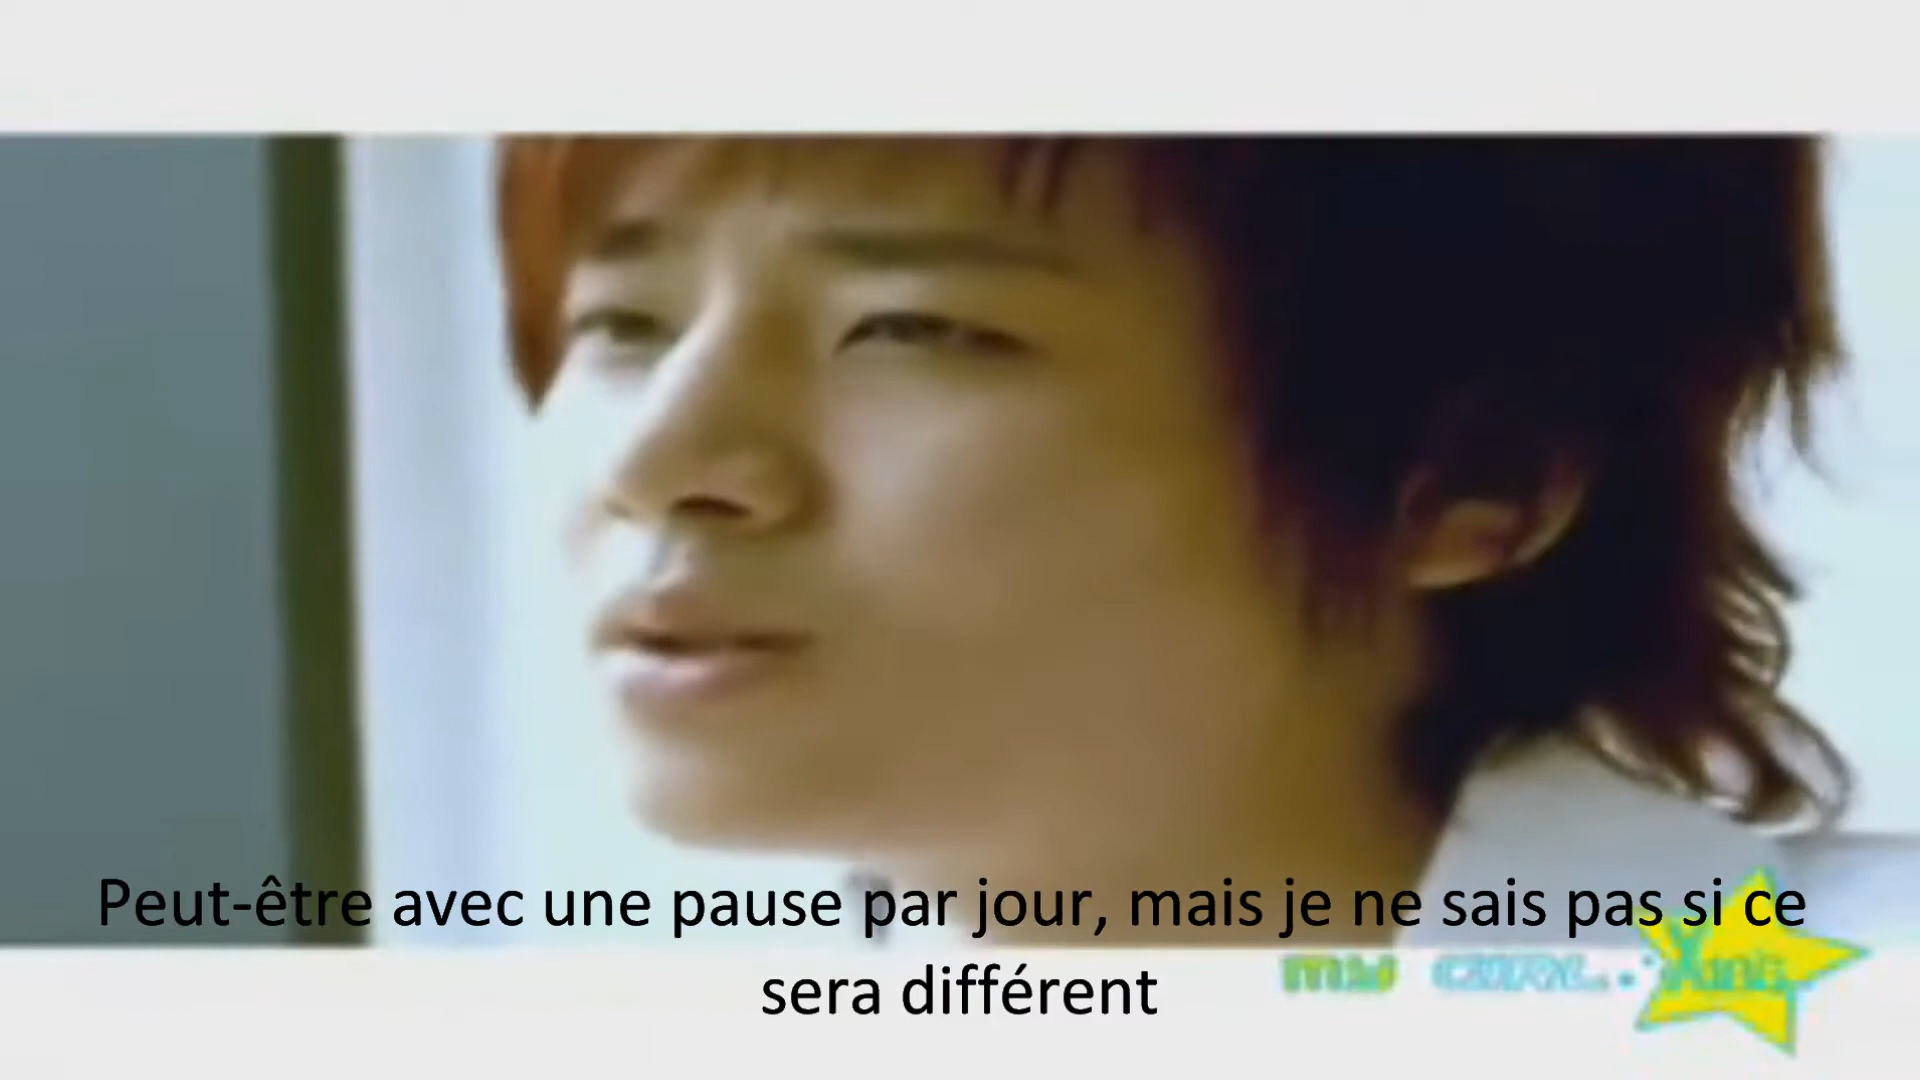 Peut-être avec une pause par jour, mais je ne sais pas si ce
sera différent